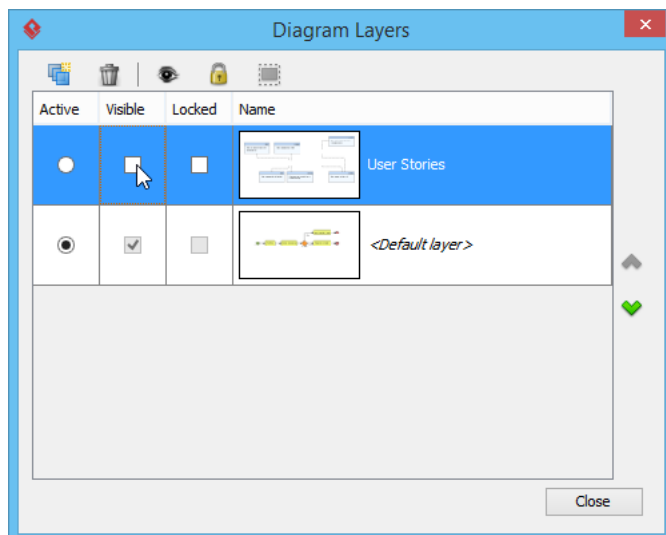 Diagram Layers
Active Visible Locked Name
User Stories
<Default layer>
Close